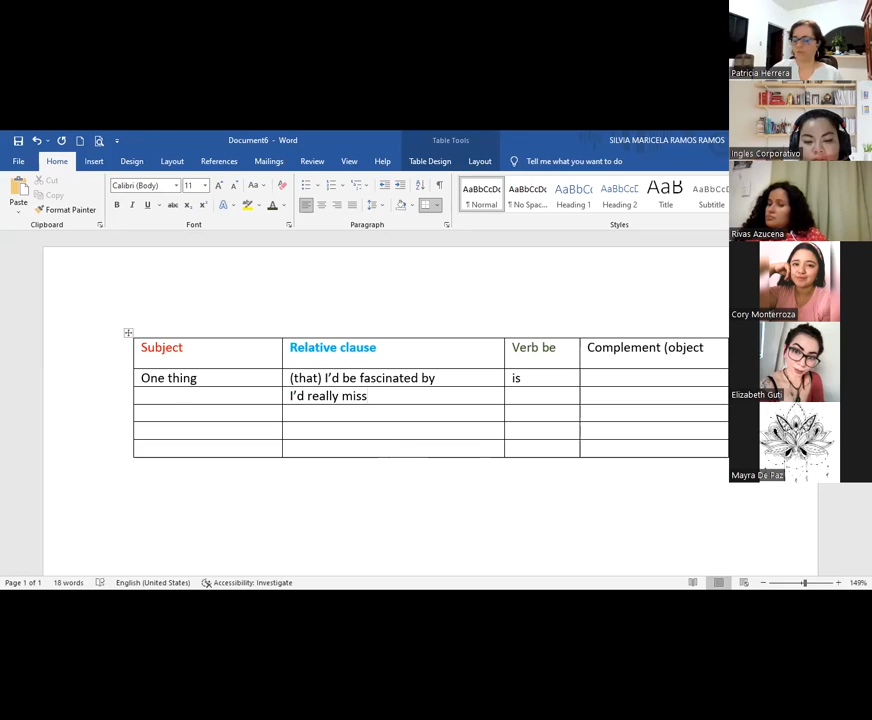 Document6 - Word
Table Tools
SILVIA MARICELA RAMOS RAMOS
File Home Insert Design Layout References Mailings Review View Help Table Design Layout Tell me what you want to do
Paste
Cut
Copy
Format Painter
Clipboard
Calibri (Body) 11
Font
Paragraph
AaBbCcDc AaBbCcDc AaBbCc AaBbCcD AaB AaBbCcD
¶ Normal ¶ No Spac... Heading 1 Heading 2 Title Subtitle
Styles
Subject Relative clause Verb be Complement (object
One thing (that) I'd be fascinated by is
I'd really miss
Page 1 of 1 18 words English (United States) Accessibility: Investigate 149%
Patricia Herrera
Ingles Corporativo
Rivas Azucena
Cory Monterroza
Elizabeth Guti
Mayra De Paz